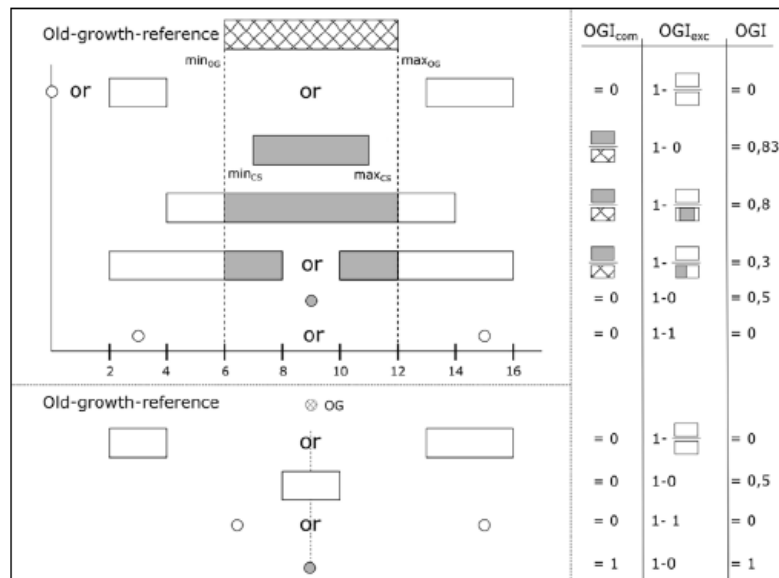 OGIcom OGIexc OGI
Old-growth-reference
minOG maxOG
or or = 0 1- = 0
1- 0 = 0,83
minCS maxCS
1- = 0,8
or 1- = 0,3
= 0 1-0 = 0,5
or = 0 1-1 = 0
2 4 6 8 10 12 14 16
Old-growth-reference OG
or = 0 1- = 0
= 0 1-0 = 0,5
or = 0 1- 1 = 0
= 1 1-0 = 1